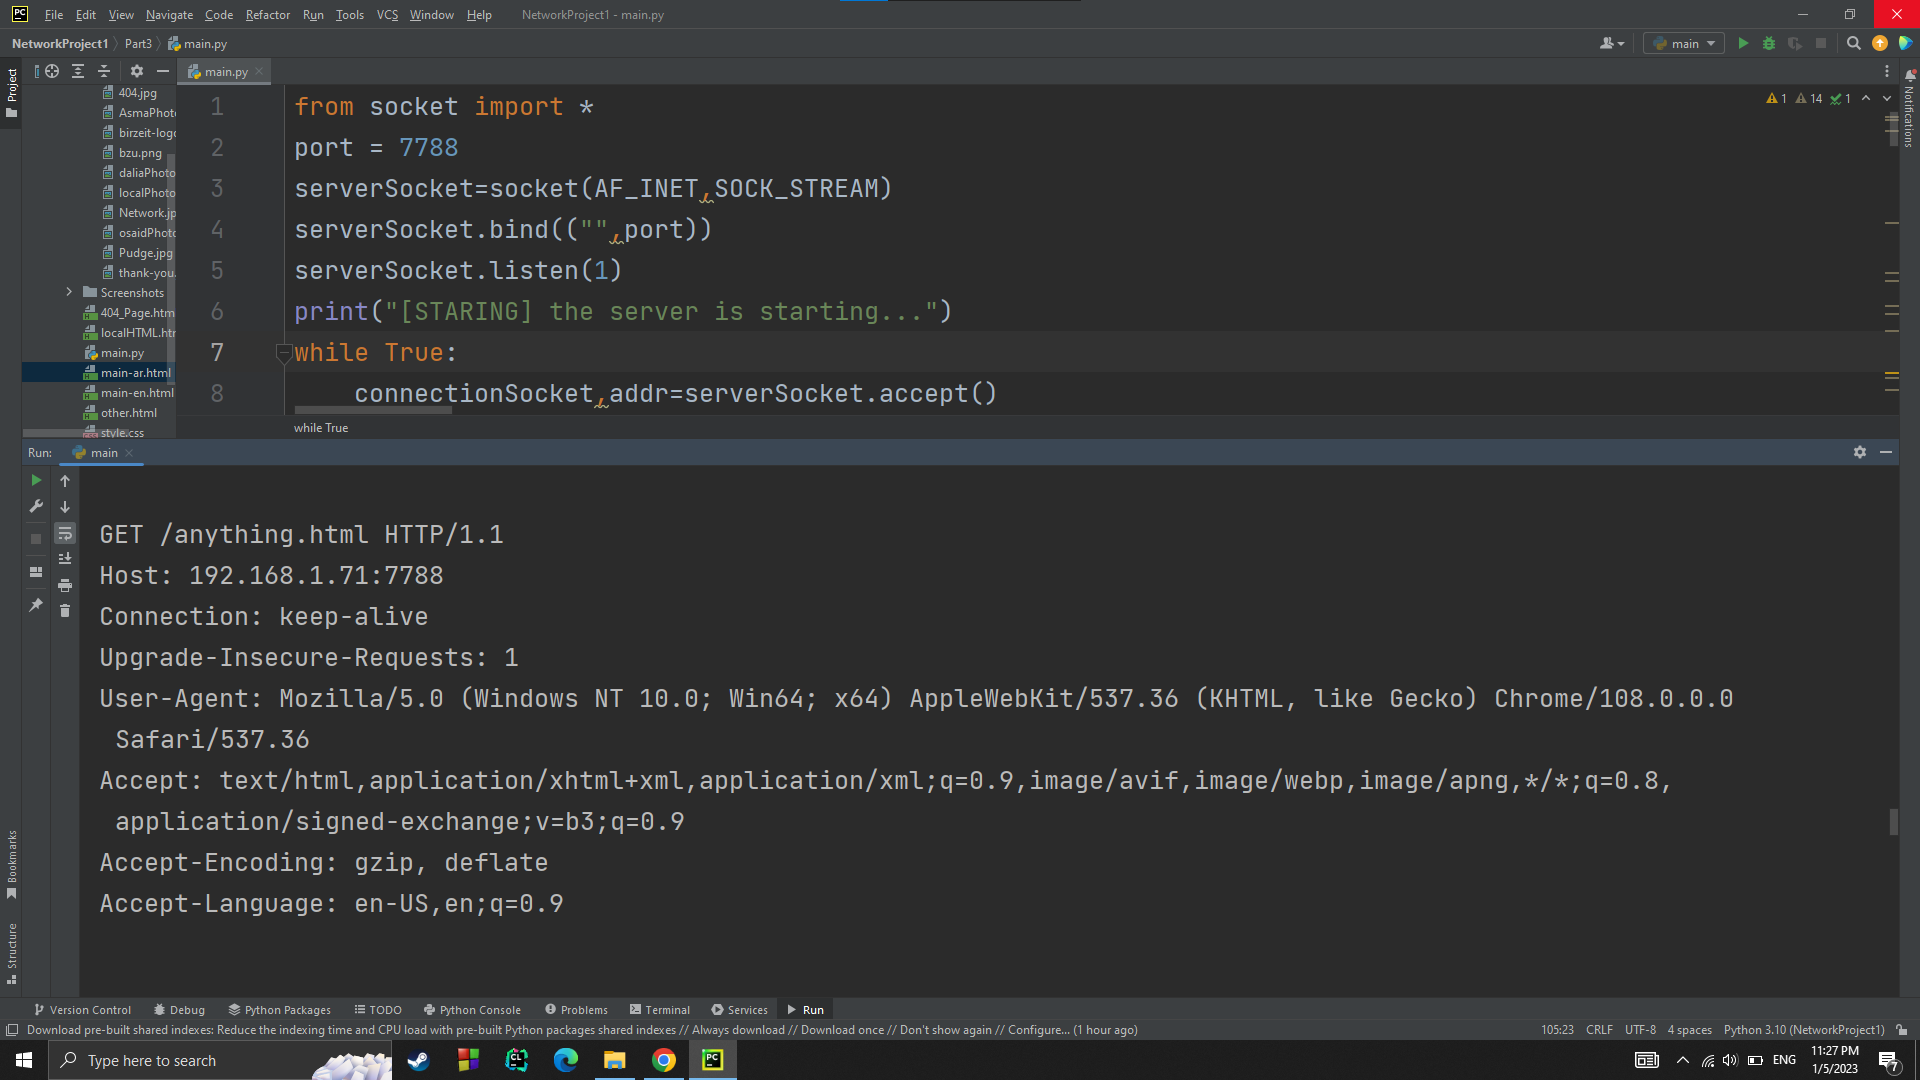 File Edit View Navigate Code Refactor Run Tools VCS Window Help NetworkProject1 - main.py
NetworkProject1 Part3 main.py
main
Project
main.py
404.jpg
AsmaPhoto
birzeit-logo
bzu.png
daliaPhoto
localPhoto
Network.jp
osaidPhoto
Pudge.jpg
thank-you.
Screenshots
404_Page.htm
localHTML.htm
main.py
main-ar.html
main-en.html
other.html
style.css
1 from socket import *
2 port = 7788
3 serverSocket=socket(AF_INET,SOCK_STREAM)
4 serverSocket.bind(("",port))
5 serverSocket.listen(1)
6 print("[STARING] the server is starting...")
7 while True:
8 connectionSocket,addr=serverSocket.accept()
1 14 1
Notifications
while True
Run: main
GET /anything.html HTTP/1.1
Host: 192.168.1.71:7788
Connection: keep-alive
Upgrade-Insecure-Requests: 1
User-Agent: Mozilla/5.0 (Windows NT 10.0; Win64; x64) AppleWebKit/537.36 (KHTML, like Gecko) Chrome/108.0.0.0
Safari/537.36
Accept: text/html,application/xhtml+xml,application/xml;q=0.9,image/avif,image/webp,image/apng,*/*;q=0.8,
application/signed-exchange;v=b3;q=0.9
Accept-Encoding: gzip, deflate
Accept-Language: en-US,en;q=0.9
Bookmarks
Structure
Version Control Debug Python Packages TODO Python Console Problems Terminal Services Run
Download pre-built shared indexes: Reduce the indexing time and CPU load with pre-built Python packages shared indexes // Always download // Download once // Don't show again // Configure... (1 hour ago)
105:23 CRLF UTF-8 4 spaces Python 3.10 (NetworkProject1)
Type here to search
ENG
11:27 PM
1/5/2023
7